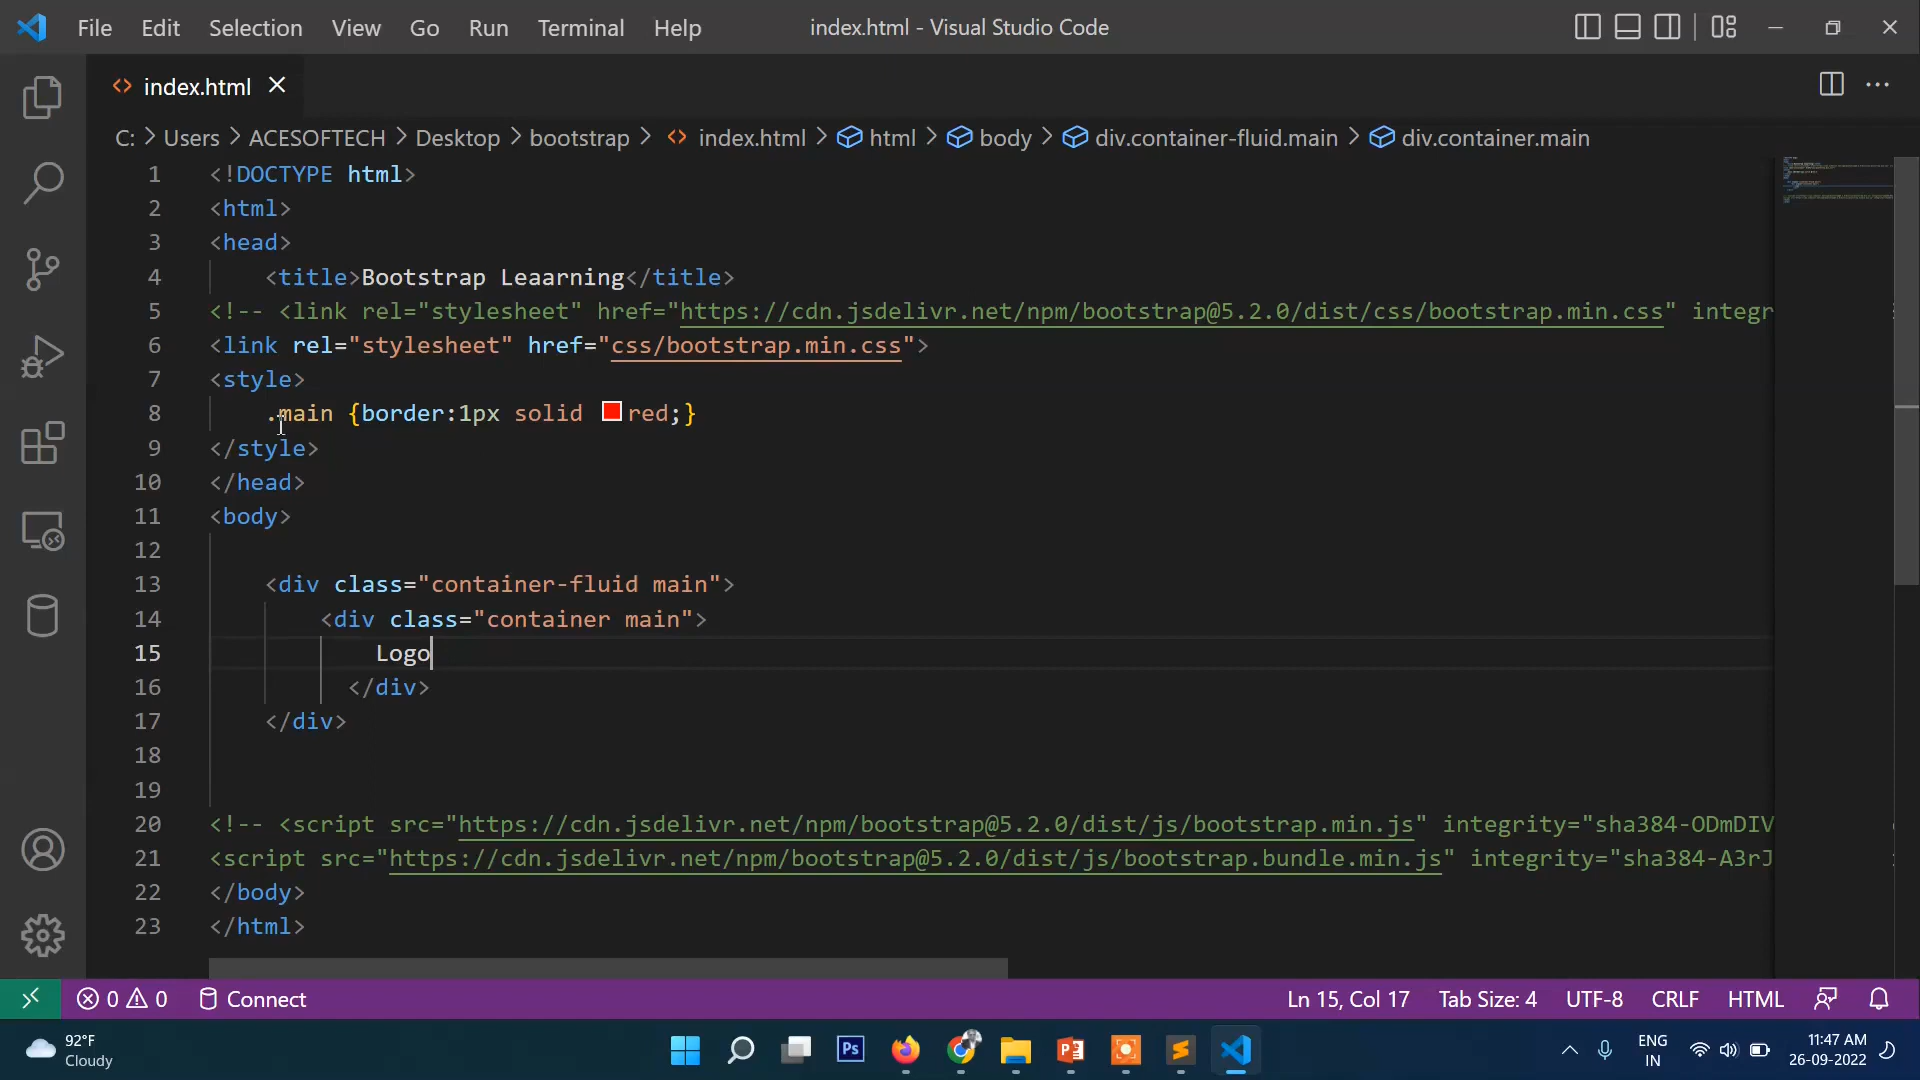 File Edit Selection View Go Run Terminal Help index.html - Visual Studio Code
index.html
C: > Users > ACESOFTECH > Desktop > bootstrap > index.html > html > body > div.container-fluid.main > div.container.main
1 <!DOCTYPE html>
2 <html>
3 <head>
4 <title>Bootstrap Leaarning</title>
5 <!-- <link rel="stylesheet" href="https://cdn.jsdelivr.net/npm/bootstrap@5.2.0/dist/css/bootstrap.min.css" integr
6 <link rel="stylesheet" href="css/bootstrap.min.css">
7 <style>
8 .main {border:1px solid red;}
9 </style>
10 </head>
11 <body>
12
13 <div class="container-fluid main">
14 <div class="container main">
15 Logo
16 </div>
17 </div>
18
19
20 <!-- <script src="https://cdn.jsdelivr.net/npm/bootstrap@5.2.0/dist/js/bootstrap.min.js" integrity="sha384-ODmDIV
21 <script src="https://cdn.jsdelivr.net/npm/bootstrap@5.2.0/dist/js/bootstrap.bundle.min.js" integrity="sha384-A3rJ
22 </body>
23 </html>
0 0 Connect Ln 15, Col 17 Tab Size: 4 UTF-8 CRLF HTML
92°F
Cloudy
Ps
P
ENG
IN
11:47 AM
26-09-2022